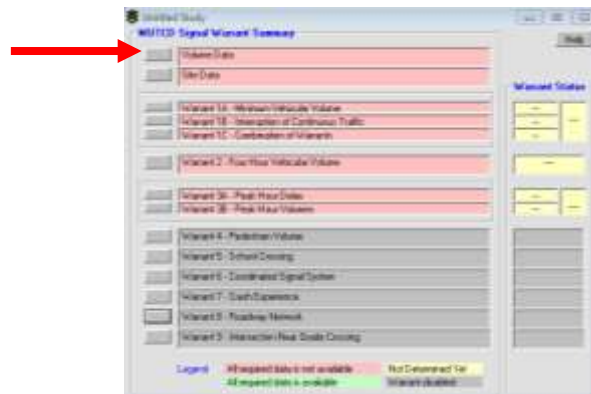 Untitled Study
MUTCD Signal Warrant Summary
Help
Volume Data
Site Data
Warrant Status
Warrant 1A - Minimum Vehicular Volume
Warrant 1B - Interruption of Continuous Traffic
Warrant 1C - Combination of Warrants
Warrant 2 - Four Hour Vehicular Volume
Warrant 3A - Peak Hour Delay
Warrant 3B - Peak Hour Volumes
Warrant 4 - Pedestrian Volume
Warrant 5 - School Crossing
Warrant 6 - Coordinated Signal System
Warrant 7 - Crash Experience
Warrant 8 - Roadway Network
Warrant 9 - Intersection Near Grade Crossing
Legend All required data is not available Not Determined Yet
All required data is available Warrant disabled